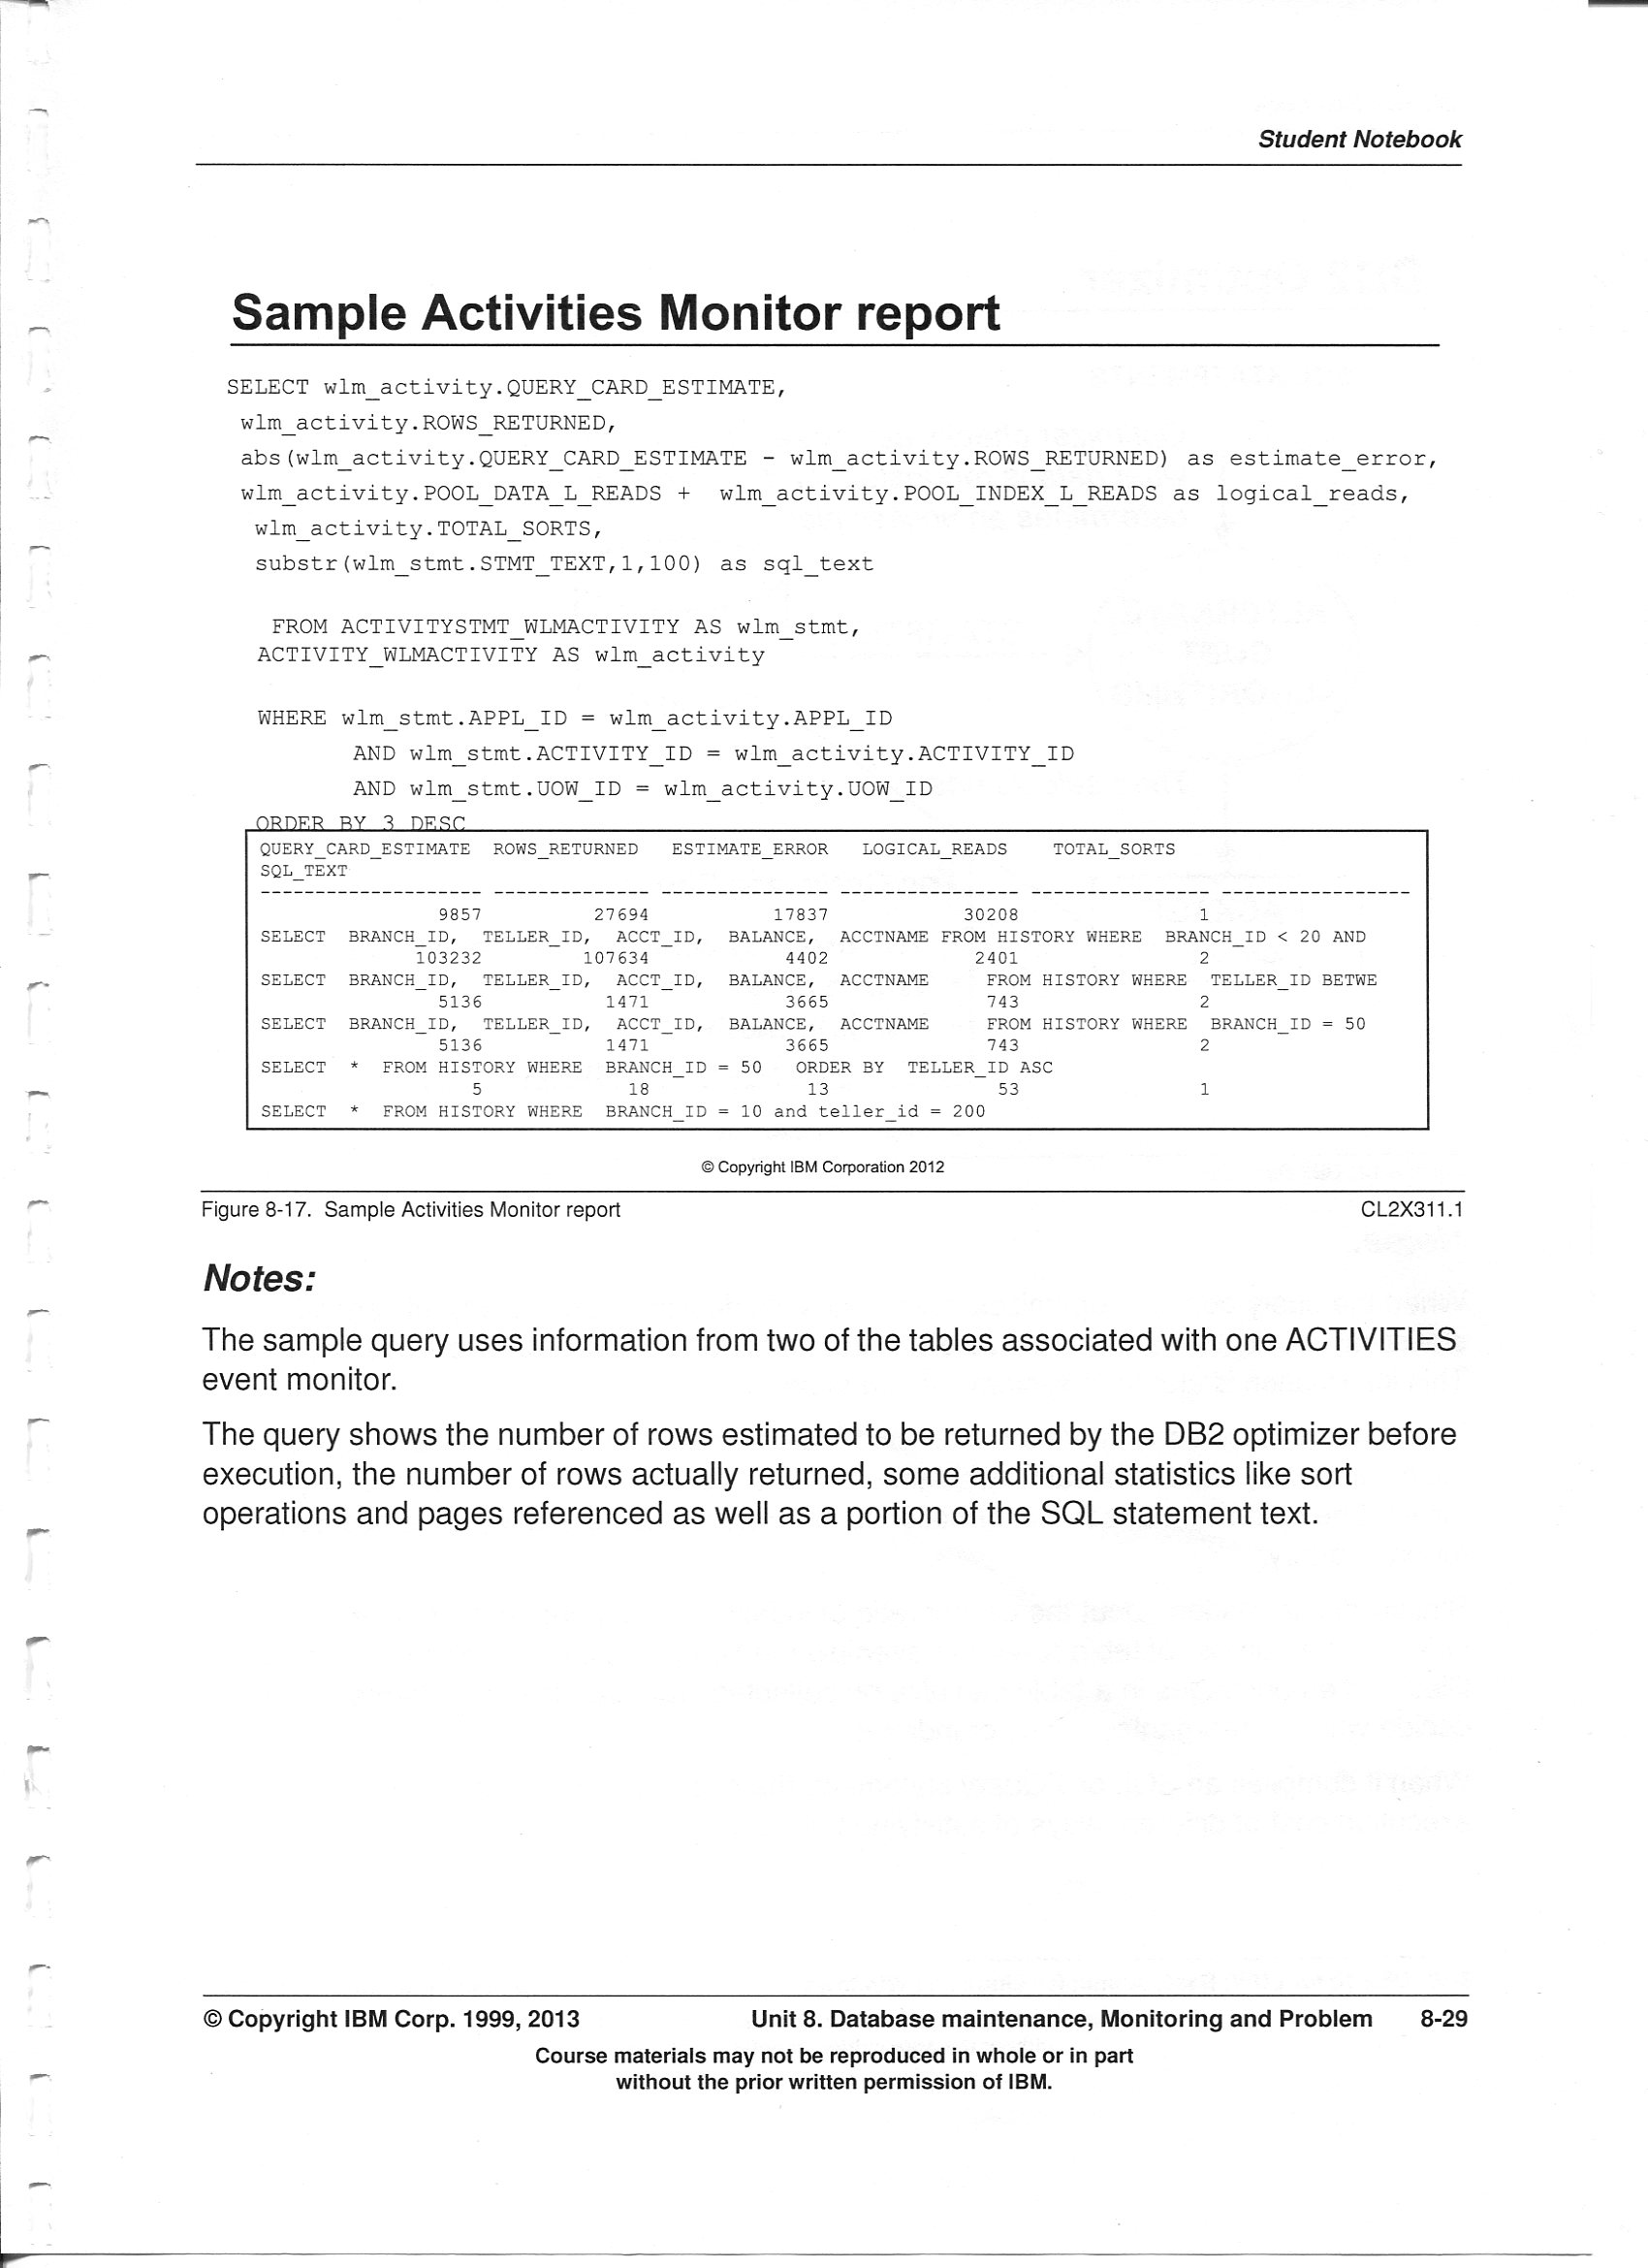 Student Notebook
Sample Activities Monitor report
SELECT wlm_activity.QUERY_CARD_ESTIMATE,
wlm_activity.ROWS_RETURNED,
abs(wlm_activity.QUERY_CARD_ESTIMATE - wlm_activity.ROWS_RETURNED) as estimate_error,
wlm_activity.POOL_DATA_L_READS + wlm_activity.POOL_INDEX_L_READS as logical_reads,
wlm_activity.TOTAL_SORTS,
substr(wlm_stmt.STMT_TEXT,1,100) as sql_text
FROM ACTIVITYSTMT_WLMACTIVITY AS wlm_stmt,
ACTIVITY_WLMACTIVITY AS wlm_activity
WHERE wlm_stmt.APPL_ID = wlm_activity.APPL_ID
AND wlm_stmt.ACTIVITY_ID = wlm_activity.ACTIVITY_ID
AND wlm_stmt.UOW_ID = wlm_activity.UOW_ID
ORDER BY 3 DESC
QUERY_CARD_ESTIMATE ROWS_RETURNED ESTIMATE_ERROR LOGICAL_READS TOTAL_SORTS
SQL_TEXT
-------------------- -------------- --------------- ---------------- ---------------- -----------------
9857 27694 17837 30208 1
SELECT BRANCH_ID, TELLER_ID, ACCT_ID, BALANCE, ACCTNAME FROM HISTORY WHERE BRANCH_ID < 20 AND
103232 107634 4402 2401 2
SELECT BRANCH_ID, TELLER_ID, ACCT_ID, BALANCE, ACCTNAME FROM HISTORY WHERE TELLER_ID BETWE
5136 1471 3665 743 2
SELECT BRANCH_ID, TELLER_ID, ACCT_ID, BALANCE, ACCTNAME FROM HISTORY WHERE BRANCH_ID = 50
5136 1471 3665 743 2
SELECT * FROM HISTORY WHERE BRANCH_ID = 50 ORDER BY TELLER_ID ASC
5 18 13 53 1
SELECT * FROM HISTORY WHERE BRANCH_ID = 10 and teller_id = 200
© Copyright IBM Corporation 2012
Figure 8-17. Sample Activities Monitor report CL2X311.1
Notes:
The sample query uses information from two of the tables associated with one ACTIVITIES
event monitor.
The query shows the number of rows estimated to be returned by the DB2 optimizer before
execution, the number of rows actually returned, some additional statistics like sort
operations and pages referenced as well as a portion of the SQL statement text.
© Copyright IBM Corp. 1999, 2013 Unit 8. Database maintenance, Monitoring and Problem 8-29
Course materials may not be reproduced in whole or in part
without the prior written permission of IBM.